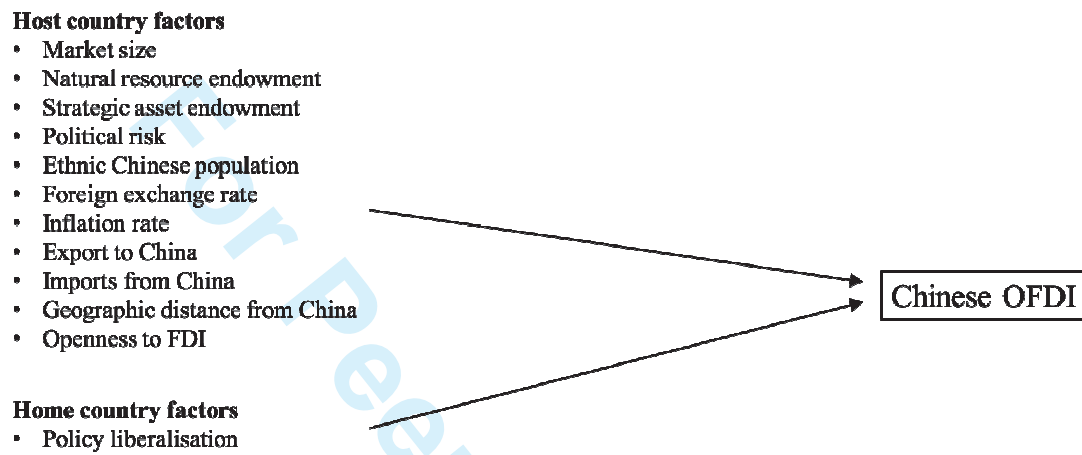 Host country factors
• Market size
• Natural resource endowment
• Strategic asset endowment
• Political risk
• Ethnic Chinese population
• Foreign exchange rate
• Inflation rate
• Export to China
• Imports from China
• Geographic distance from China
• Openness to FDI
Chinese OFDI
Home country factors
• Policy liberalisation
For Peer